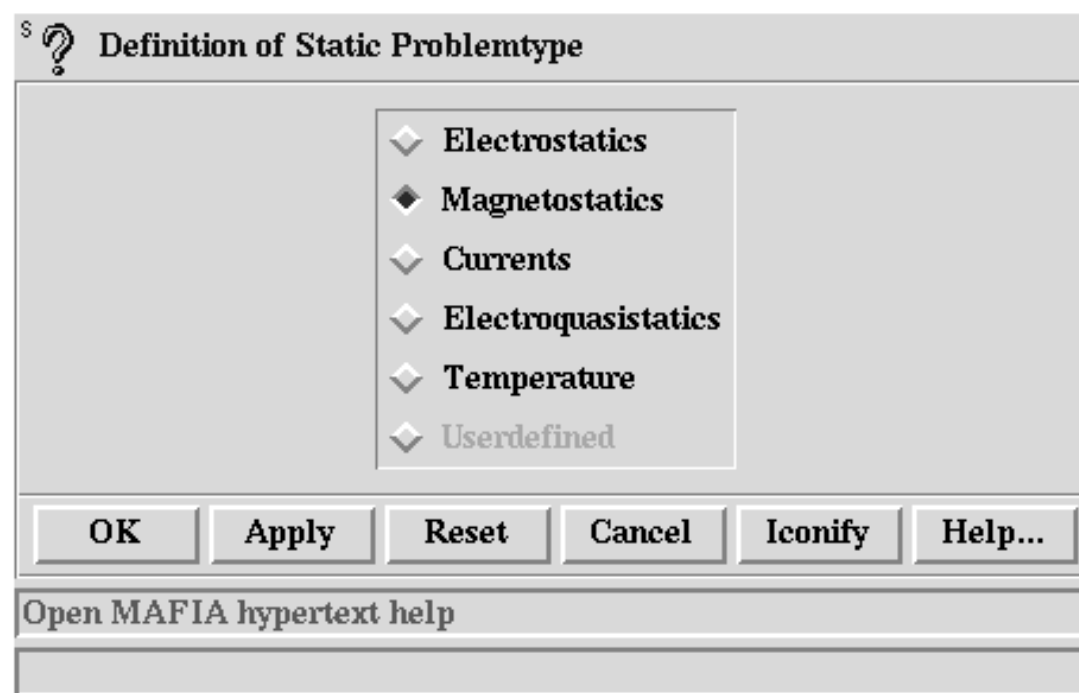 S ? Definition of Static Problemtype
Electrostatics
Magnetostatics
Currents
Electroquasistatics
Temperature
Userdefined
OK Apply Reset Cancel Iconify Help...
Open MAFIA hypertext help